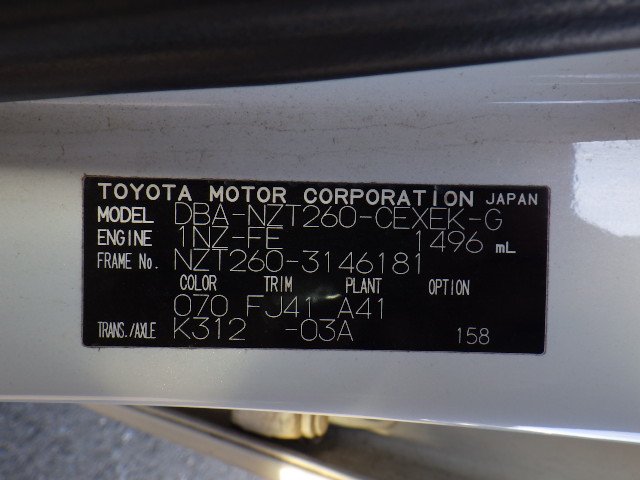 TOYOTA MOTOR CORPORATION JAPAN
MODEL DBA-NZT260-CEXEK-G
ENGINE 1NZ-FE 1496 mL
FRAME No. NZT260-3146181
COLOR TRIM PLANT OPTION
070 FJ41 A41
TRANS./AXLE K312 -03A 158